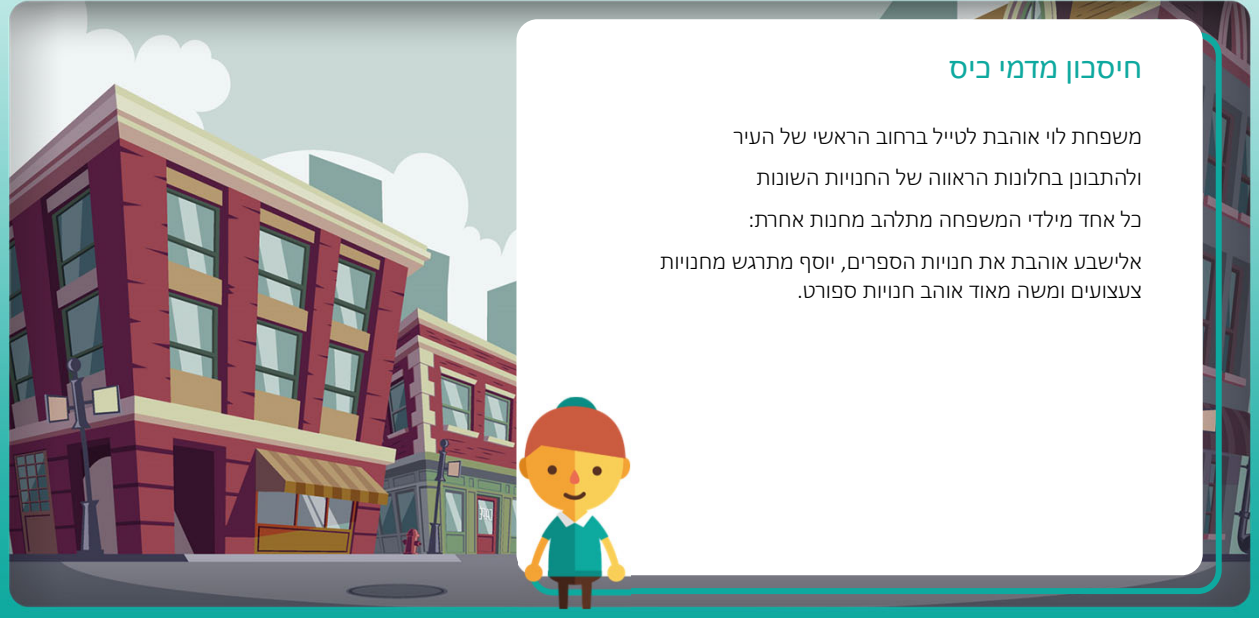 חיסכון מדמי כיס
משפחת לוי אוהבת לטייל ברחוב הראשי של העיר
ולהתבונן בחלונות הראווה של החנויות השונות
כל אחד מילדי המשפחה מתלהב מחנות אחרת:
אלישבע אוהבת את חנויות הספרים, יוסף מתרגש מחנויות
צעצועים ומשה מאוד אוהב חנויות ספורט.